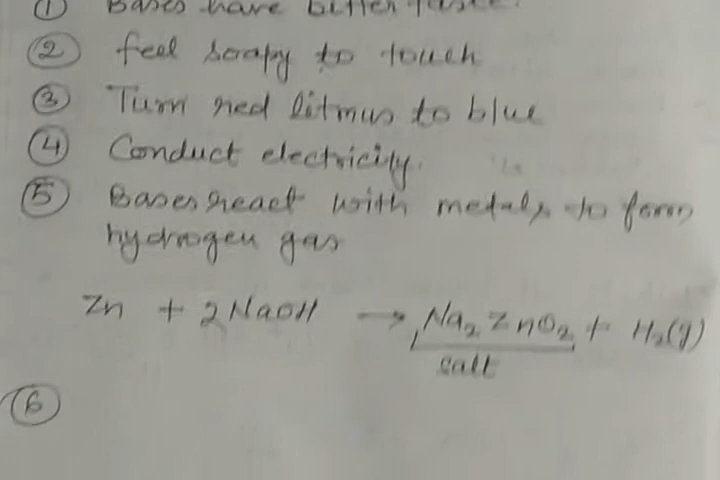 ① Bases have bitter taste.
② feel soapy to touch
③ Turn red litmus to blue
④ Conduct electricity.
⑤ Bases react with metals to form
hydrogen gas
Zn + 2NaOH → Na₂ZnO₂ + H₂(g)
salt
⑥